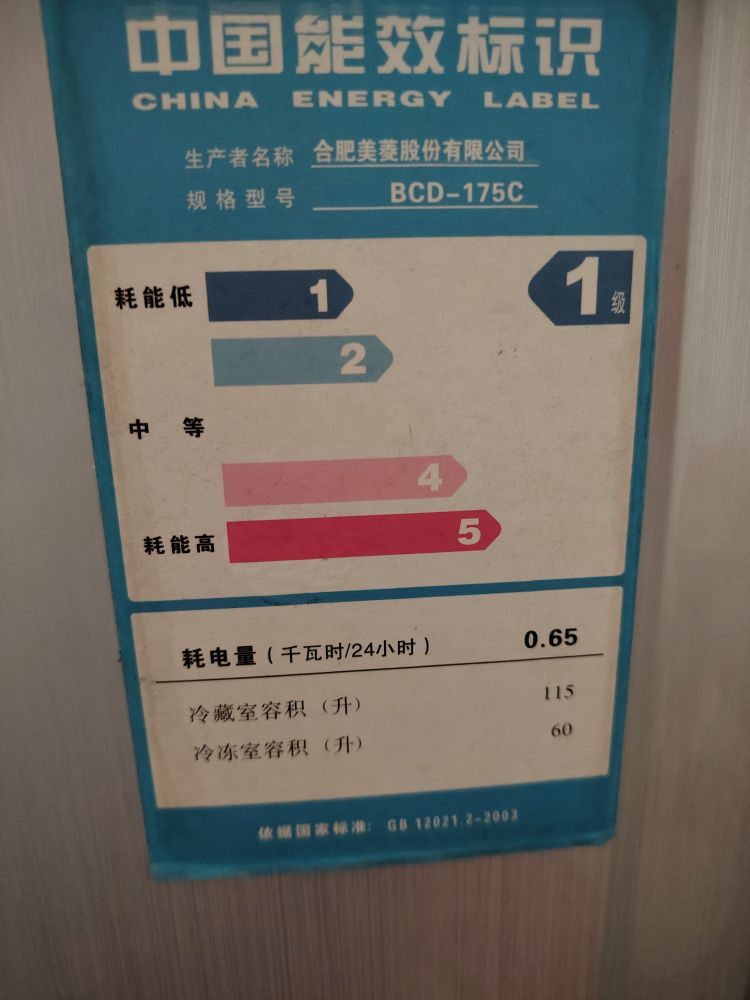 中国能效标识
CHINA ENERGY LABEL
生产者名称 合肥美菱股份有限公司
规格型号 BCD-175C
耗能低 1 1级
2
中 等
4
耗能高 5
耗电量（千瓦时/24小时） 0.65
冷藏室容积（升） 115
冷冻室容积（升） 60
依据国家标准: GB 12021.2-2003